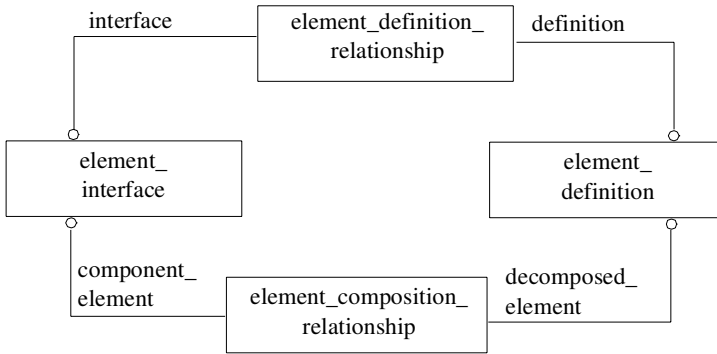 interface
element_definition_
relationship
definition
element_
interface
element_
definition
component_
element
element_composition_
relationship
decomposed_
element